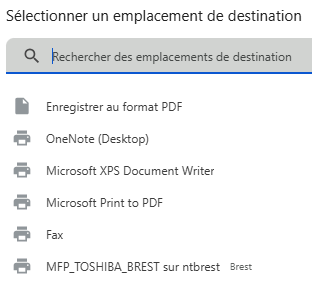 Sélectionner un emplacement de destination
Rechercher des emplacements de destination
Enregistrer au format PDF
OneNote (Desktop)
Microsoft XPS Document Writer
Microsoft Print to PDF
Fax
MFP_TOSHIBA_BREST sur ntbrest Brest